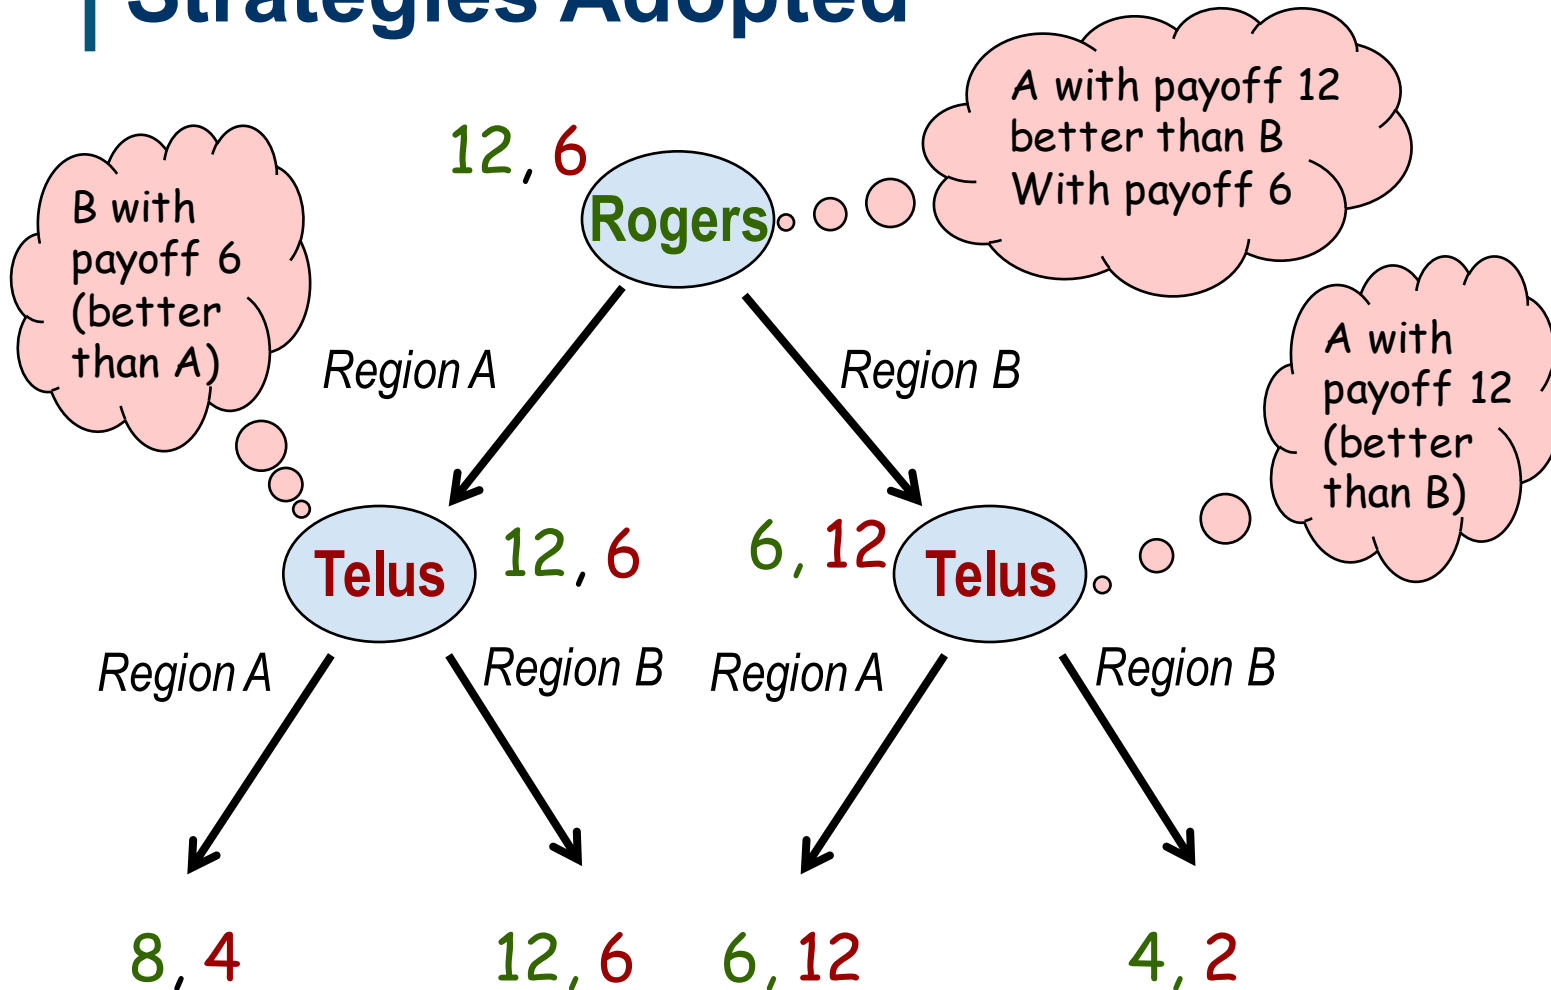 Strategies Adopted
A with payoff 12
better than B
With payoff 6
12, 6
Rogers
B with
payoff 6
(better
than A)
Region A
Region B
A with
payoff 12
(better
than B)
Telus
12, 6
6, 12
Telus
Region A
Region B
Region A
Region B
8, 4
12, 6
6, 12
4, 2